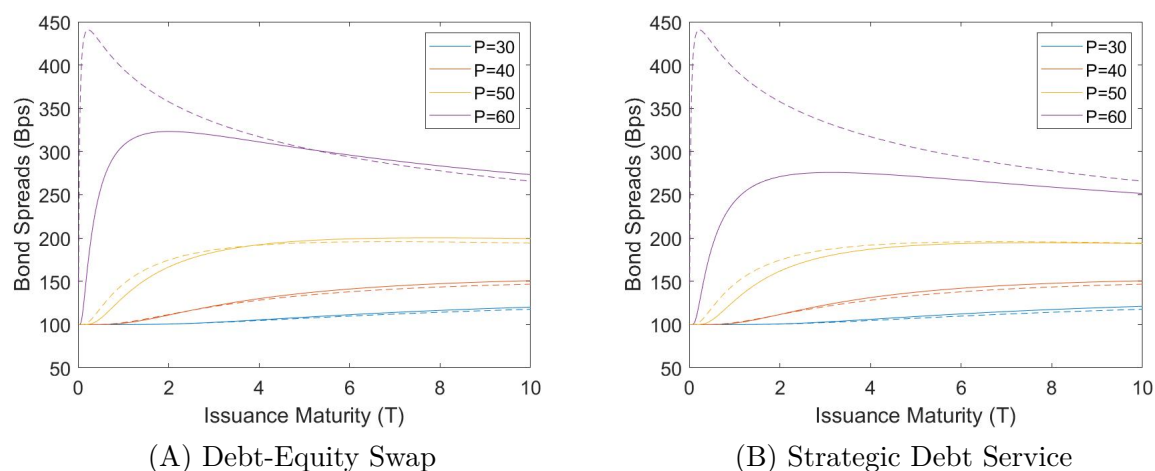 450
400
350
300
250
200
150
100
50
Bond Spreads (Bps)
0 2 4 6 8 10
Issuance Maturity (T)
P=30
P=40
P=50
P=60
(A) Debt-Equity Swap
450
400
350
300
250
200
150
100
50
Bond Spreads (Bps)
0 2 4 6 8 10
Issuance Maturity (T)
P=30
P=40
P=50
P=60
(B) Strategic Debt Service